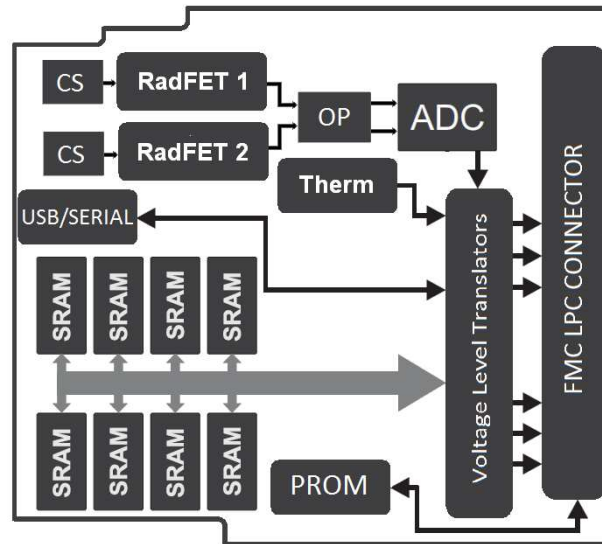 CS
RadFET 1
CS
RadFET 2
OP
ADC
Therm
USB/SERIAL
SRAM
SRAM
SRAM
SRAM
SRAM
SRAM
SRAM
SRAM
PROM
Voltage Level Translators
FMC LPC CONNECTOR